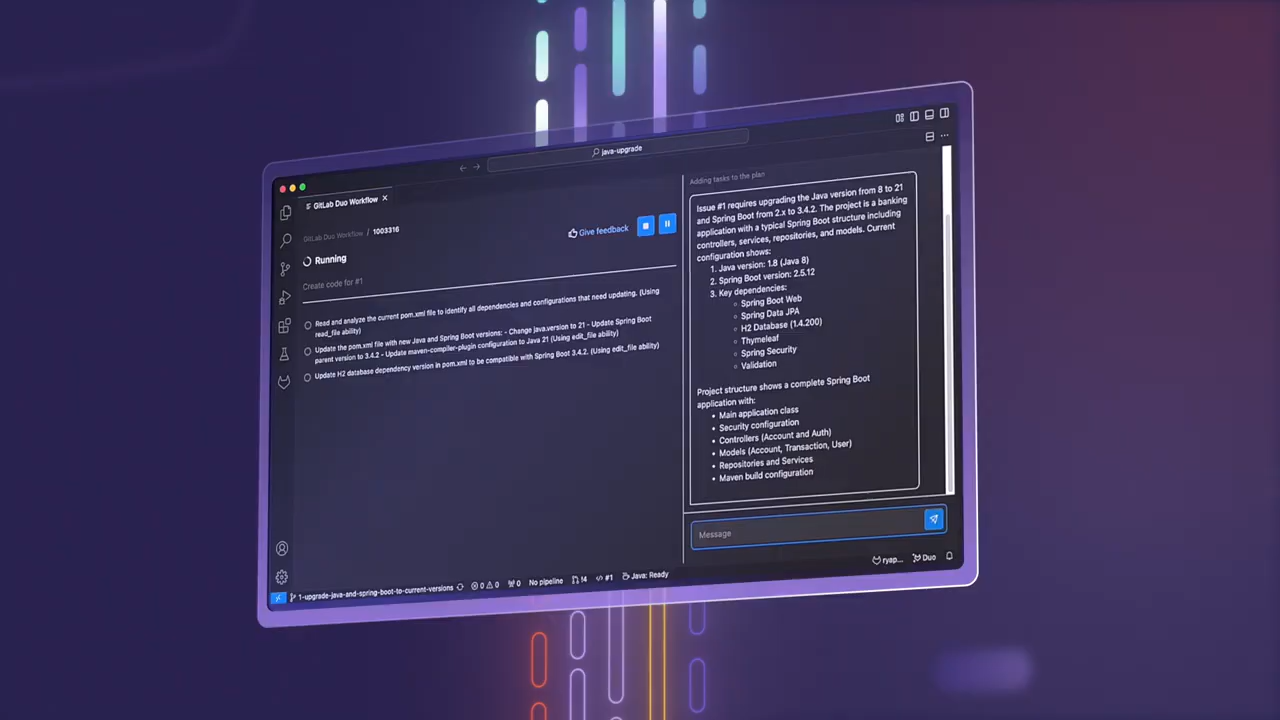 java-upgrade
GitLab Duo Workflow
GitLab Duo Workflow / 1003316
Give feedback
Running
Create code for #1
Read and analyze the current pom.xml file to identify all dependencies and configurations that need updating. (Using
read_file ability)
Update the pom.xml file with new Java and Spring Boot versions: - Change java.version to 21 - Update Spring Boot
parent version to 3.4.2 - Update maven-compiler-plugin configuration to Java 21 (Using edit_file ability)
Update H2 database dependency version in pom.xml to be compatible with Spring Boot 3.4.2. (Using edit_file ability)
Adding tasks to the plan
Issue #1 requires upgrading the Java version from 8 to 21
and Spring Boot from 2.x to 3.4.2. The project is a banking
application with a typical Spring Boot structure including
controllers, services, repositories, and models. Current
configuration shows:
1. Java version: 1.8 (Java 8)
2. Spring Boot version: 2.5.12
3. Key dependencies:
Spring Boot Web
Spring Data JPA
H2 Database (1.4.200)
Thymeleaf
Spring Security
Validation
Project structure shows a complete Spring Boot
application with:
• Main application class
• Security configuration
• Controllers (Account and Auth)
• Models (Account, Transaction, User)
• Repositories and Services
• Maven build configuration
Message
1-upgrade-java-and-spring-boot-to-current-versions 0 0 0 No pipeline !4 #1 Java: Ready
ryap... Duo